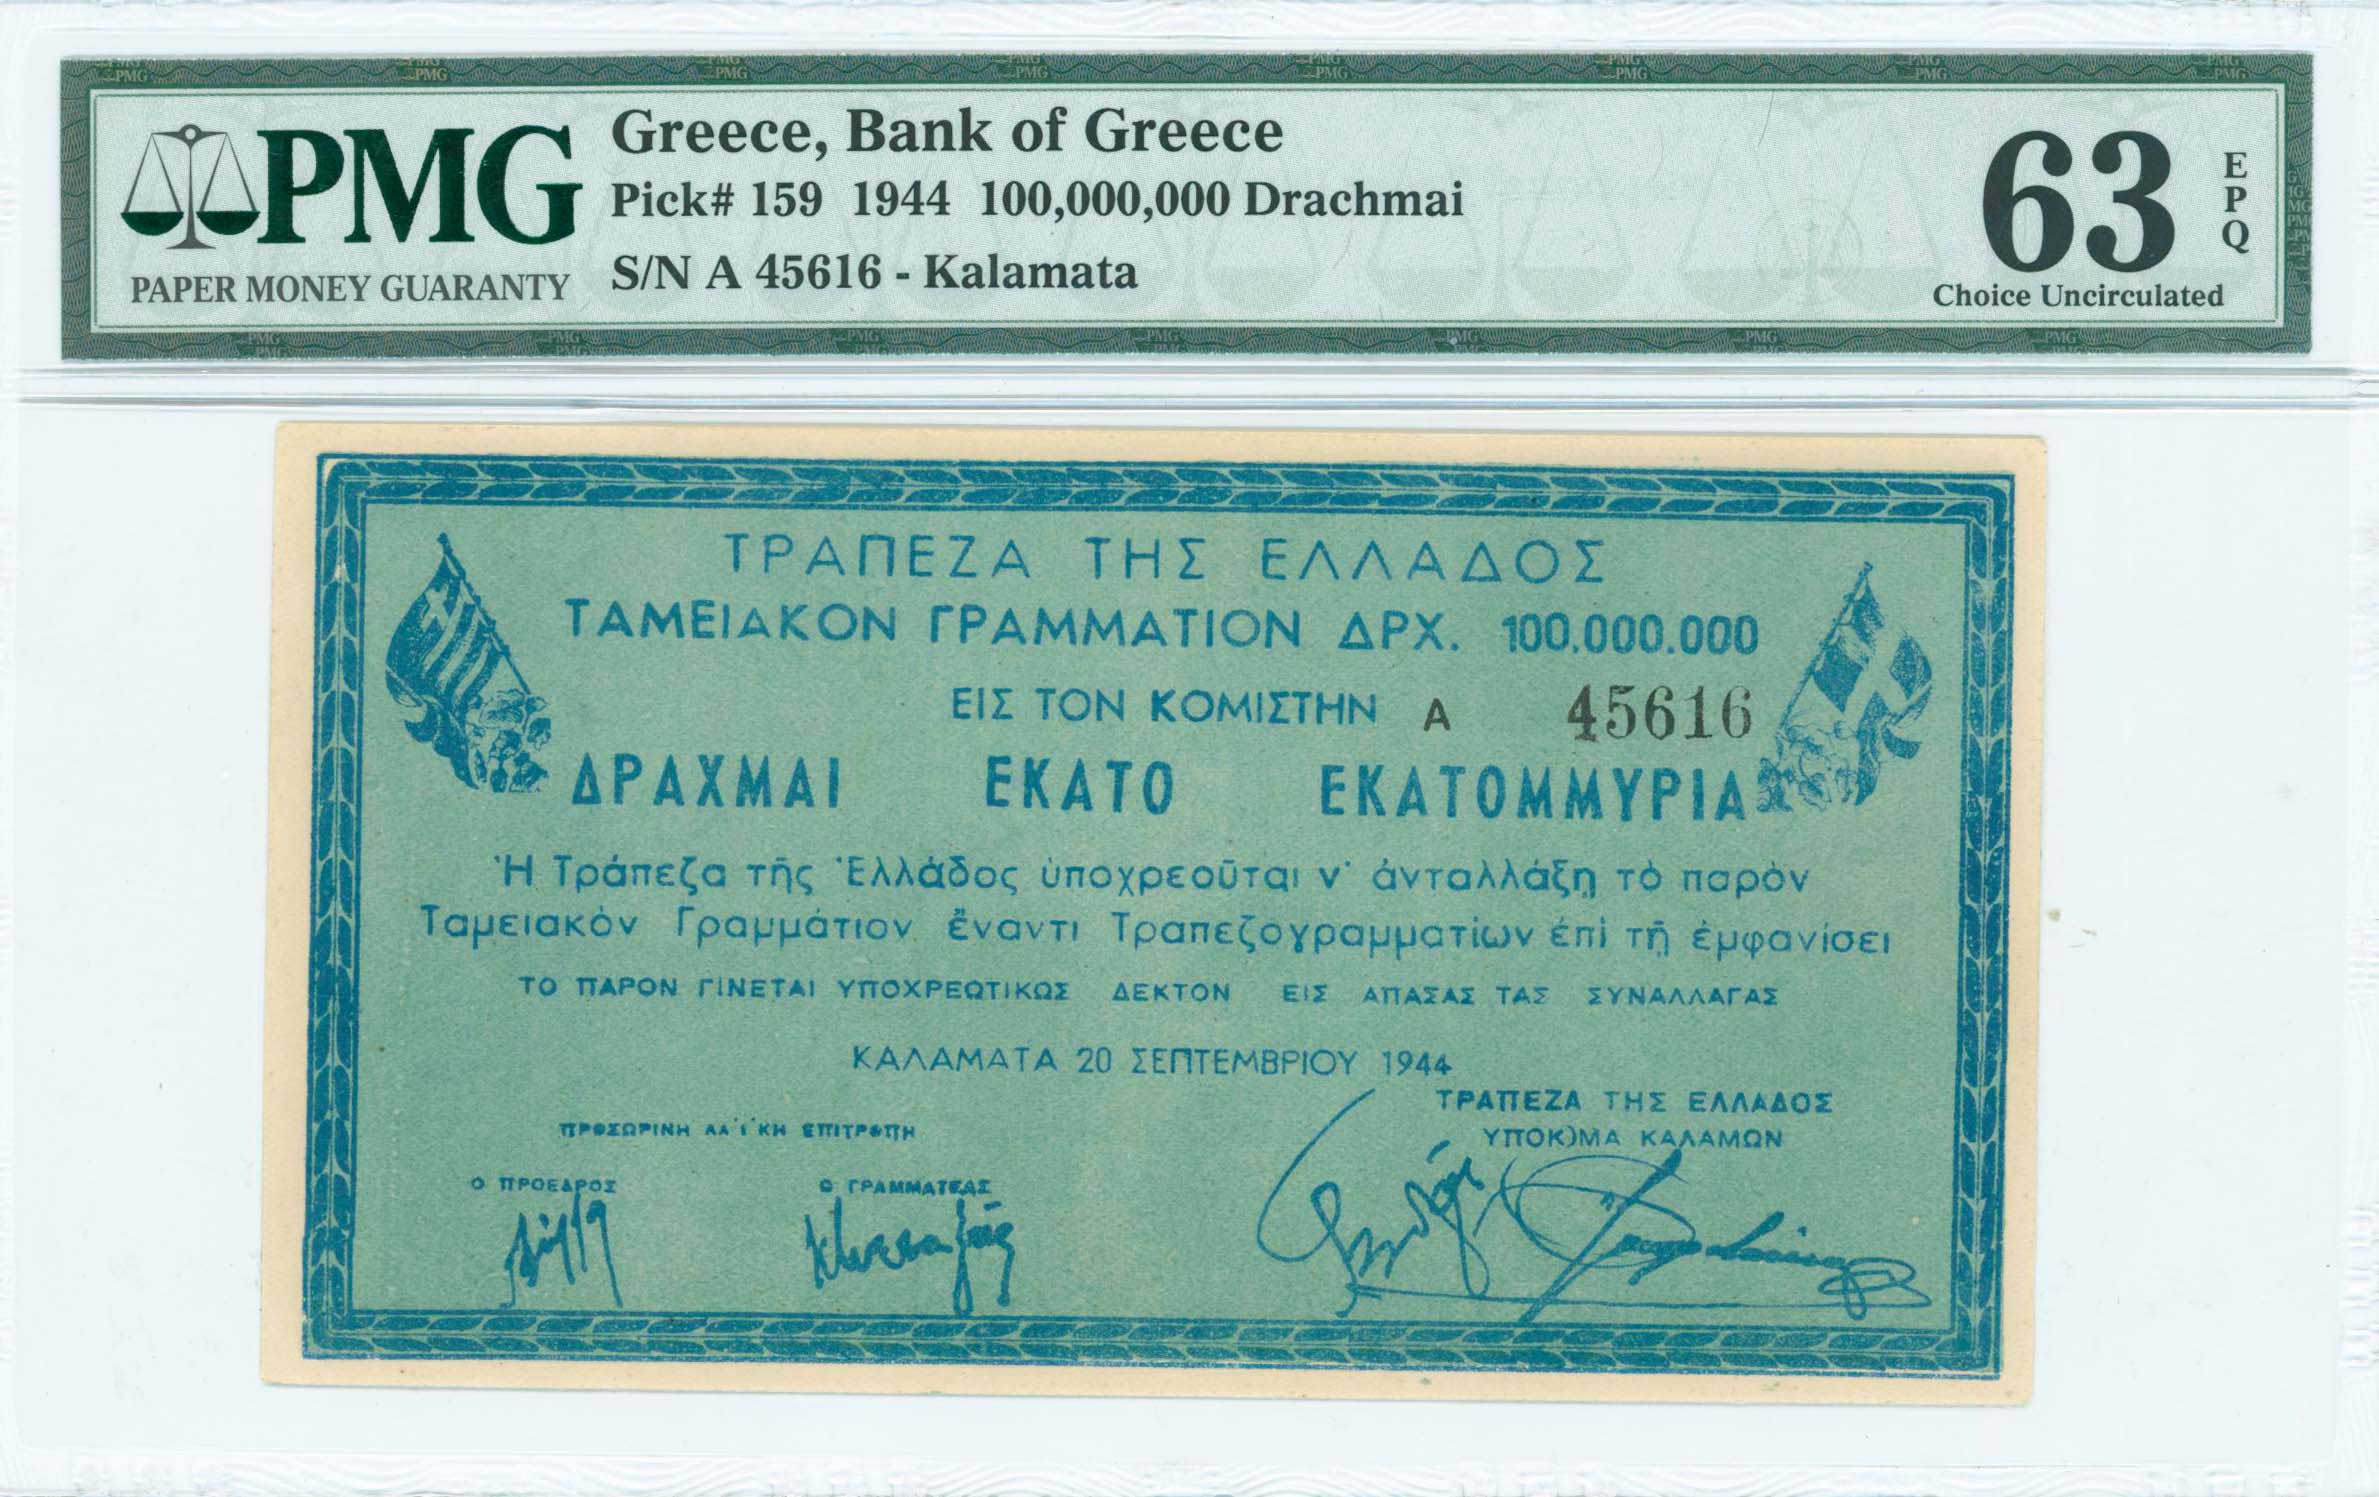 PMG
PAPER MONEY GUARANTY
Greece, Bank of Greece
Pick# 159 1944 100,000,000 Drachmai
S/N A 45616 - Kalamata
63
EPQ
Choice Uncirculated
ΤΡΑΠΕΖΑ ΤΗΣ ΕΛΛΑΔΟΣ
ΤΑΜΕΙΑΚΟΝ ΓΡΑΜΜΑΤΙΟΝ ΔΡΧ. 100.000.000
ΕΙΣ ΤΟΝ ΚΟΜΙΣΤΗΝ Α 45616
ΔΡΑΧΜΑΙ ΕΚΑΤΟ ΕΚΑΤΟΜΜΥΡΙΑ
Ἡ Τράπεζα τῆς Ἑλλάδος ὑποχρεοῦται ν' ἀνταλλάξῃ τὸ παρὸν
Ταμειακὸν Γραμμάτιον ἔναντι Τραπεζογραμματίων ἐπὶ τῇ ἐμφανίσει
ΤΟ ΠΑΡΟΝ ΓΙΝΕΤΑΙ ΥΠΟΧΡΕΩΤΙΚΩΣ ΔΕΚΤΟΝ ΕΙΣ ΑΠΑΣΑΣ ΤΑΣ ΣΥΝΑΛΛΑΓΑΣ
ΚΑΛΑΜΑΤΑ 20 ΣΕΠΤΕΜΒΡΙΟΥ 1944
ΠΡΟΣΩΡΙΝΗ ΛΑΪΚΗ ΕΠΙΤΡΟΠΗ
Ο ΠΡΟΕΔΡΟΣ Ο ΓΡΑΜΜΑΤΕΑΣ
ΤΡΑΠΕΖΑ ΤΗΣ ΕΛΛΑΔΟΣ
ΥΠΟΚ)ΜΑ ΚΑΛΑΜΩΝ